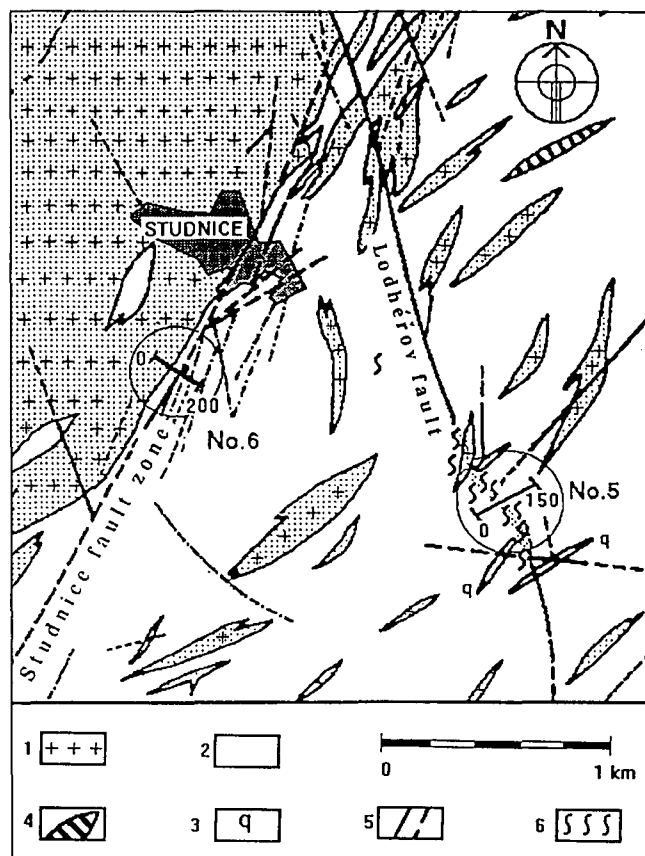 N
STUDNICE
Lodhéřov fault
0
200
No.6
Studnice fault zone
No.5
150
0
q
q
1 + + +
2
0
1 km
4
3 q
5
6